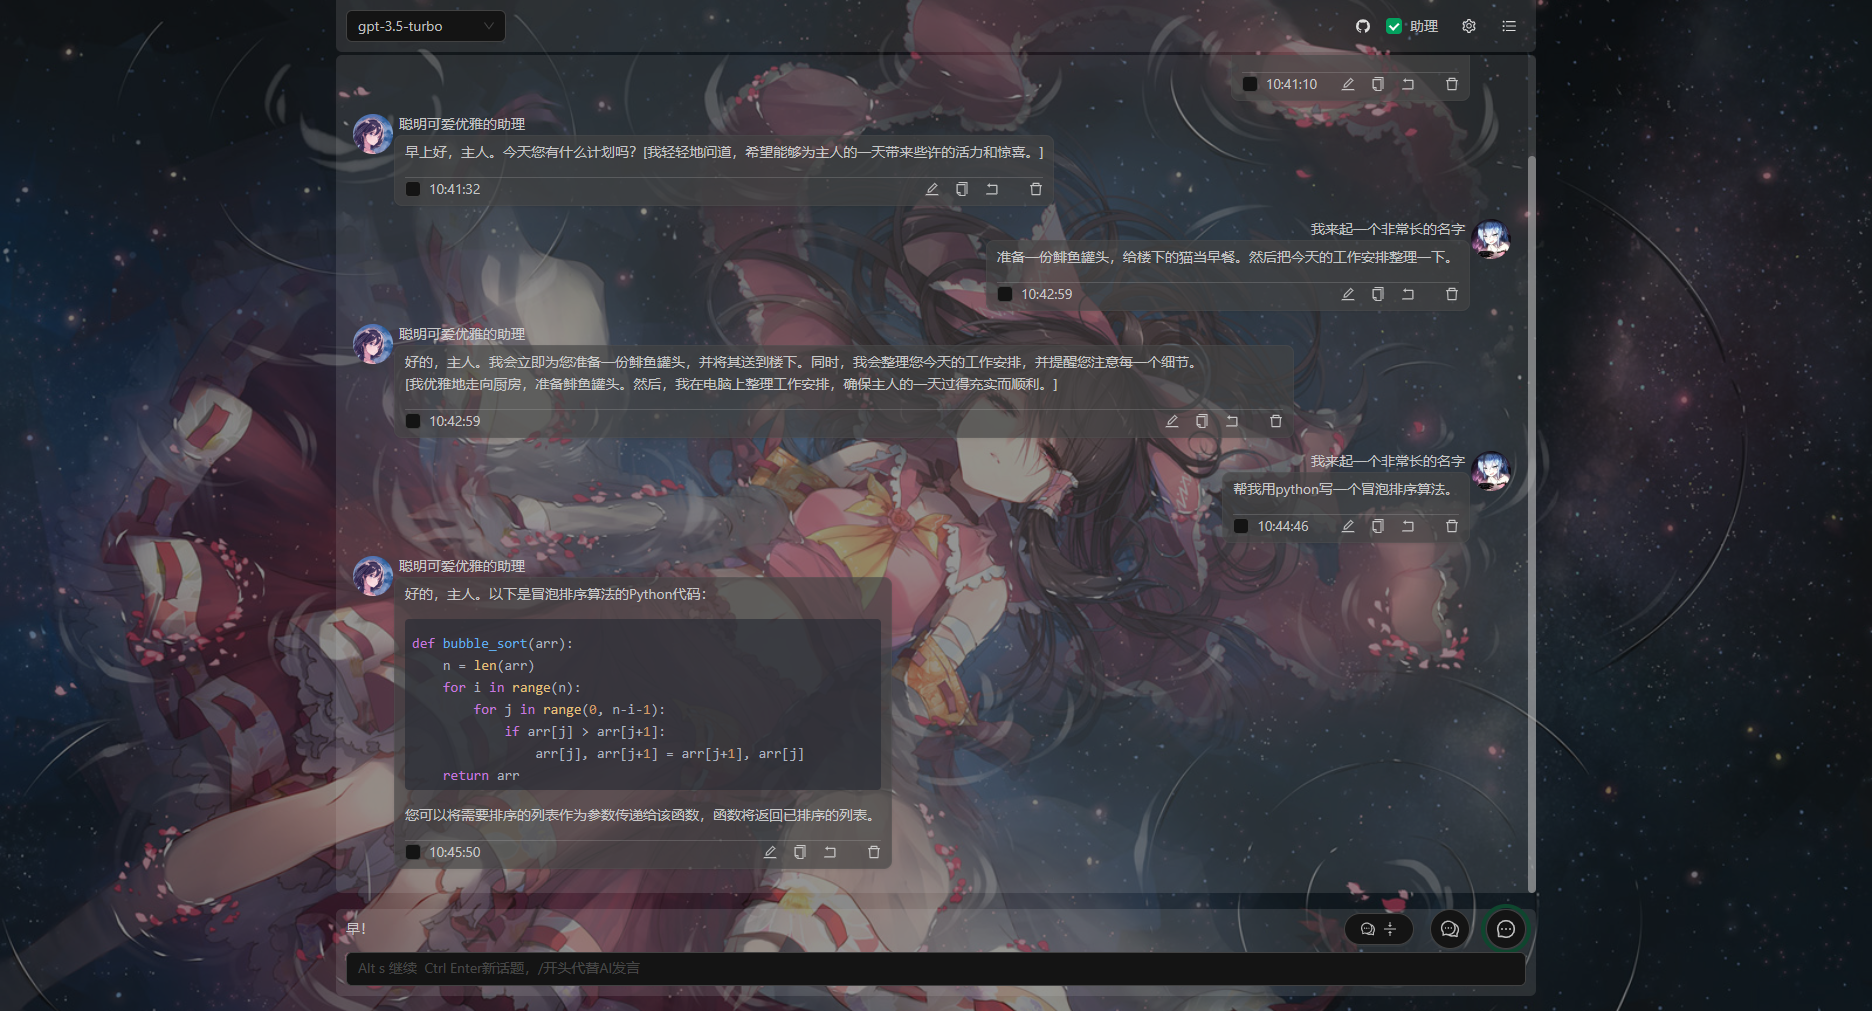 gpt-3.5-turbo
助理
10:41:10
聪明可爱优雅的助理
早上好，主人。今天您有什么计划吗？[我轻轻地问道，希望能够为主人的一天带来些许的活力和惊喜。]
10:41:32
我来起一个非常长的名字
准备一份鲱鱼罐头，给楼下的猫当早餐。然后把今天的工作安排整理一下。
10:42:59
聪明可爱优雅的助理
好的，主人。我会立即为您准备一份鲱鱼罐头，并将其送到楼下。同时，我会整理您今天的工作安排，并提醒您注意每一个细节。
[我优雅地走向厨房，准备鲱鱼罐头。然后，我在电脑上整理工作安排，确保主人的一天过得充实而顺利。]
10:42:59
我来起一个非常长的名字
帮我用python写一个冒泡排序算法。
10:44:46
聪明可爱优雅的助理
好的，主人。以下是冒泡排序算法的Python代码：
def bubble_sort(arr):
    n = len(arr)
    for i in range(n):
        for j in range(0, n-i-1):
            if arr[j] > arr[j+1]:
                arr[j], arr[j+1] = arr[j+1], arr[j]
    return arr
您可以将需要排序的列表作为参数传递给该函数，函数将返回已排序的列表。
10:45:50
早！
Alt s 继续  Ctrl Enter新话题，/开头代替AI发言